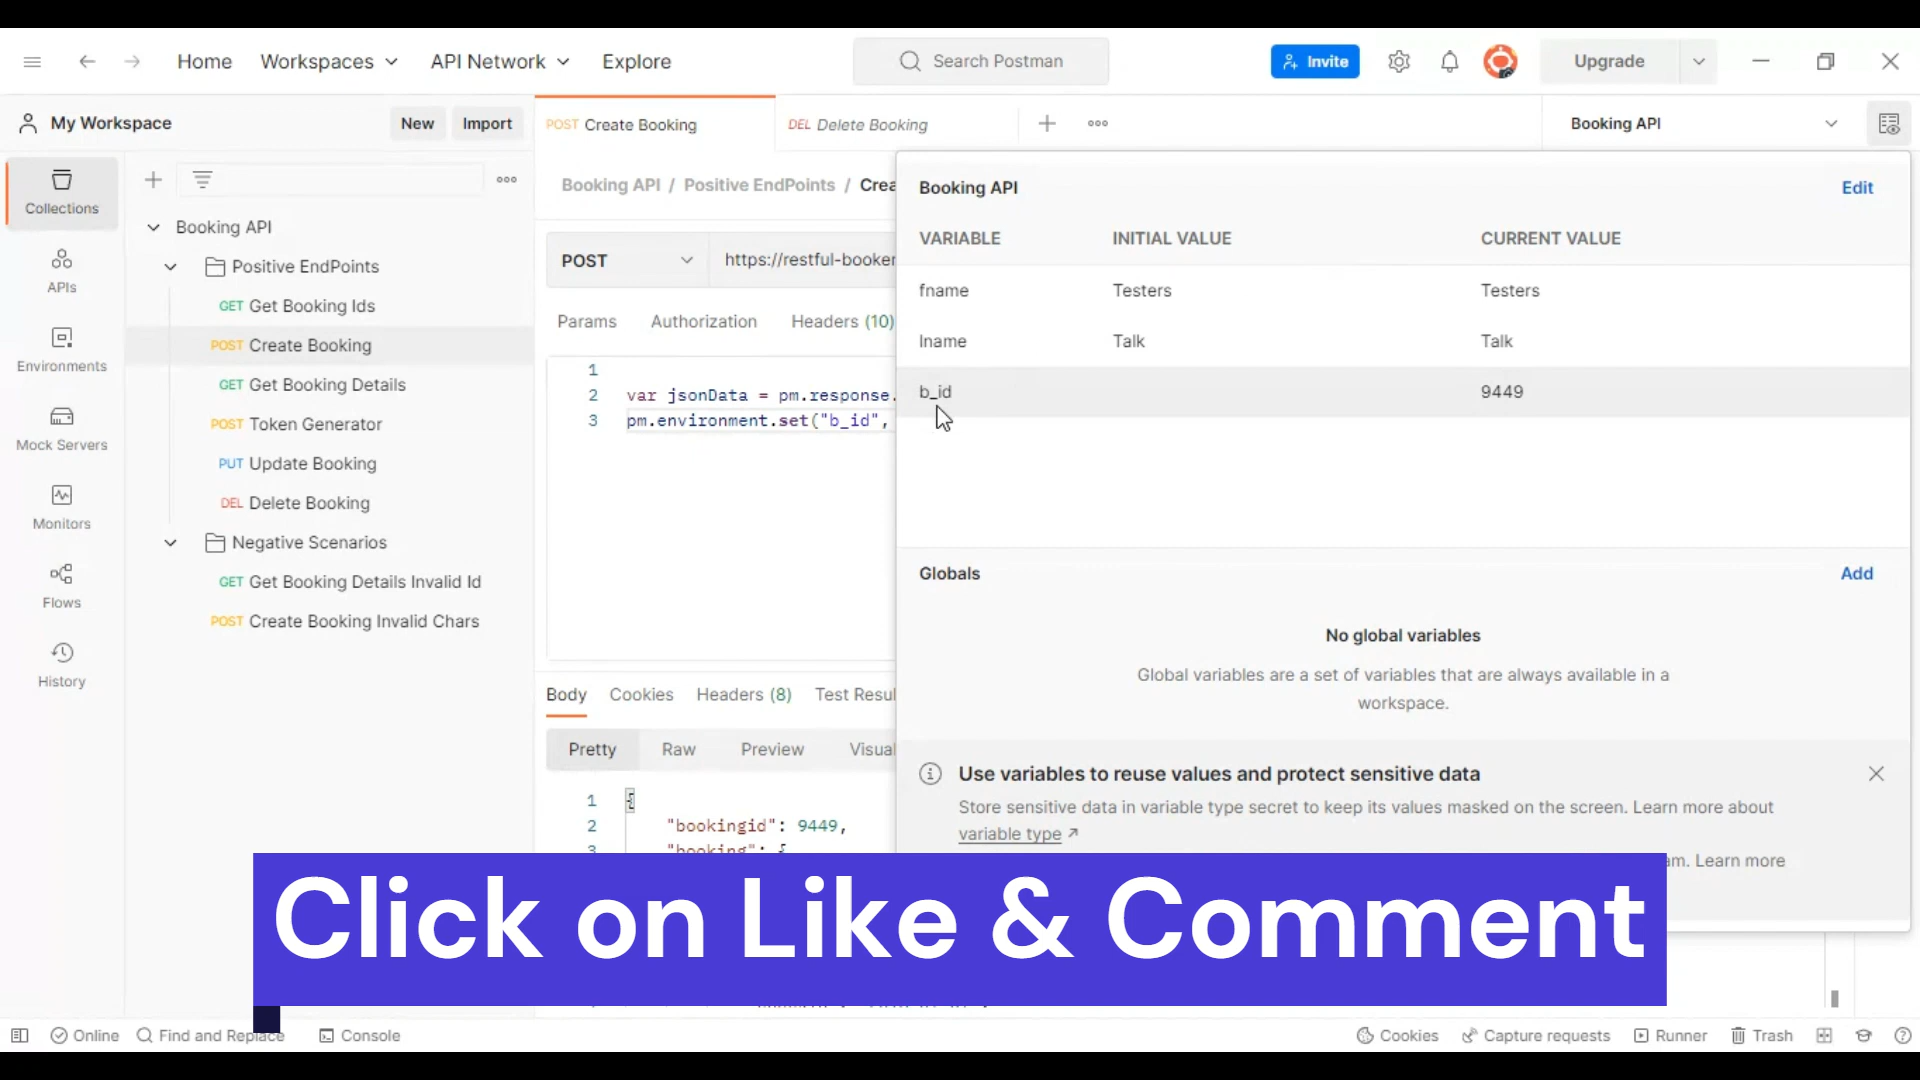 Home Workspaces API Network Explore
Search Postman
Invite
Upgrade
My Workspace
New Import
POST Create Booking
DEL Delete Booking
Booking API
Collections
APIs
Environments
Mock Servers
Monitors
Flows
History
Booking API
Positive EndPoints
GET Get Booking Ids
POST Create Booking
GET Get Booking Details
POST Token Generator
PUT Update Booking
DEL Delete Booking
Negative Scenarios
GET Get Booking Details Invalid Id
POST Create Booking Invalid Chars
Booking API / Positive EndPoints / Crea
POST https://restful-booker
Params Authorization Headers (10)
1
2 var jsonData = pm.response.
3 pm.environment.set("b_id",
Body Cookies Headers (8) Test Resul
Pretty Raw Preview Visual
1 {
2 "bookingid": 9449,
3 "booking": {
Booking API Edit
VARIABLE INITIAL VALUE CURRENT VALUE
fname Testers Testers
lname Talk Talk
b_id 9449
Globals Add
No global variables
Global variables are a set of variables that are always available in a
workspace.
Use variables to reuse values and protect sensitive data
Store sensitive data in variable type secret to keep its values masked on the screen. Learn more about
variable type ↗
am. Learn more
Click on Like & Comment
Online Find and Replace Console
Cookies Capture requests Runner Trash